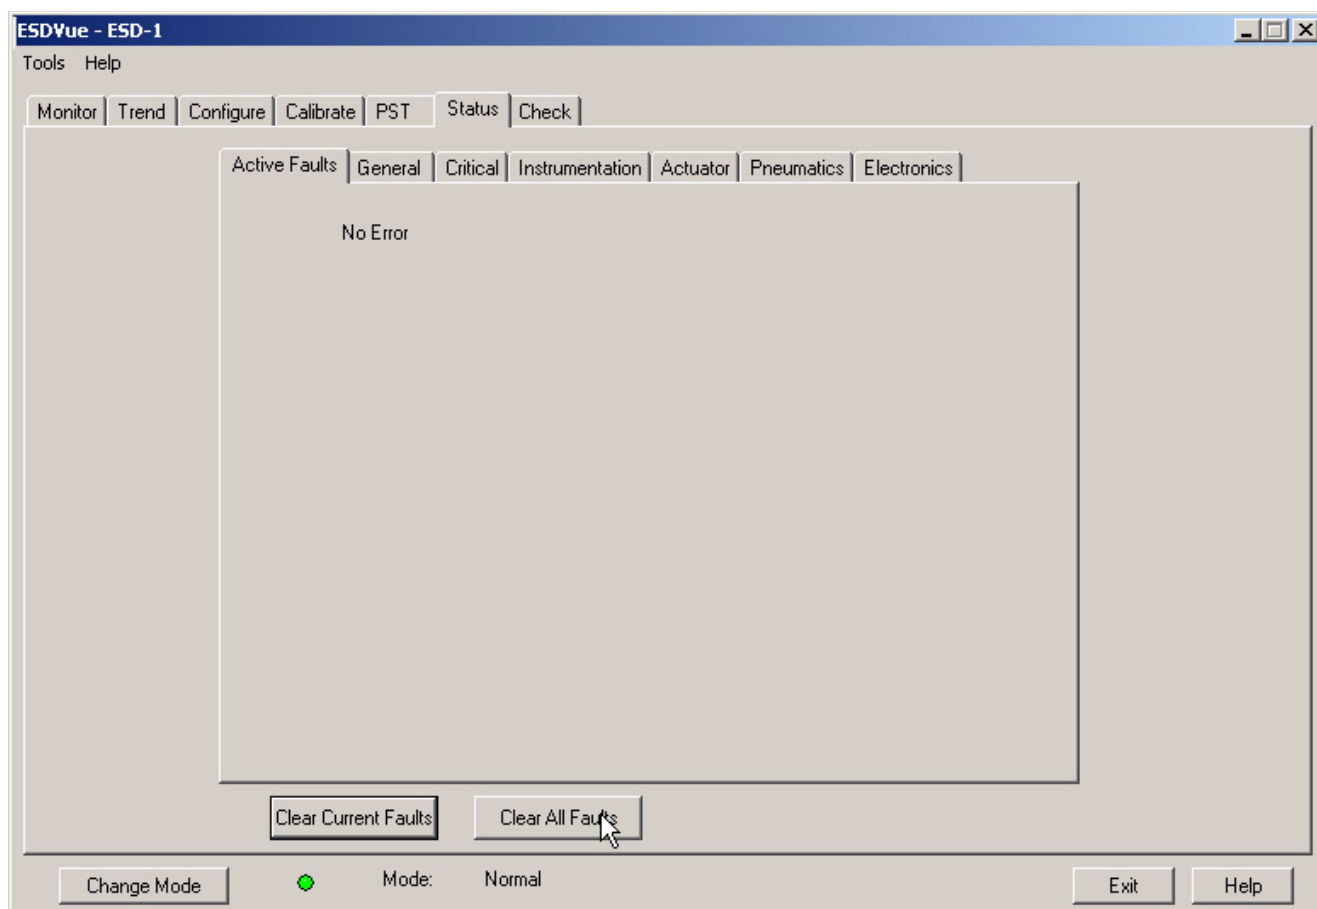 ESDVue - ESD-1
Tools Help
Monitor Trend Configure Calibrate PST Status Check
Active Faults General Critical Instrumentation Actuator Pneumatics Electronics
No Error
Clear Current Faults Clear All Faults
Change Mode Mode: Normal Exit Help